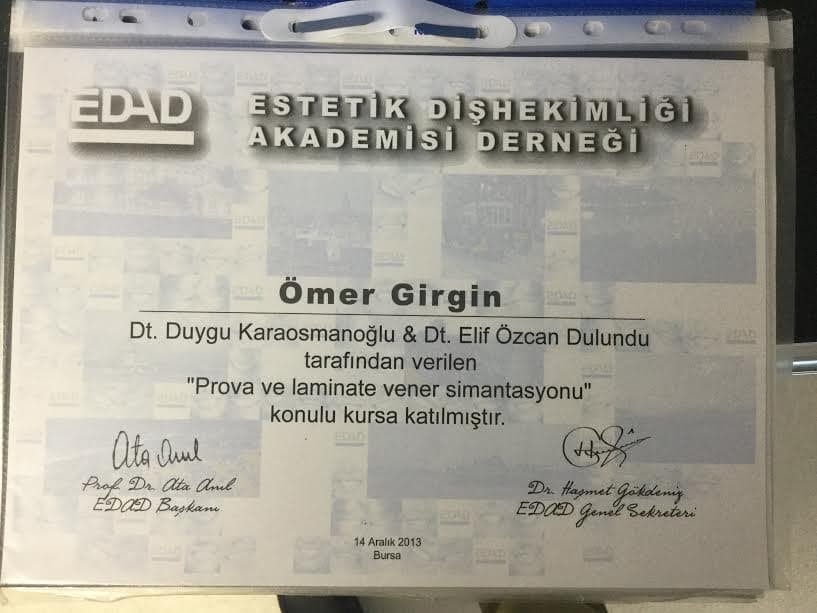 EDAD
ESTETİK DİŞHEKİMLİĞİ
AKADEMİSİ DERNEĞİ
Ömer Girgin
Dt. Duygu Karaosmanoğlu & Dt. Elif Özcan Dulundu
tarafından verilen
"Prova ve laminate vener simantasyonu"
konulu kursa katılmıştır.
Ata Anıl
Prof. Dr. Ata Anıl
EDAD Başkanı
Dr. Haşmet Gökdeniz
EDAD Genel Sekreteri
14 Aralık 2013
Bursa